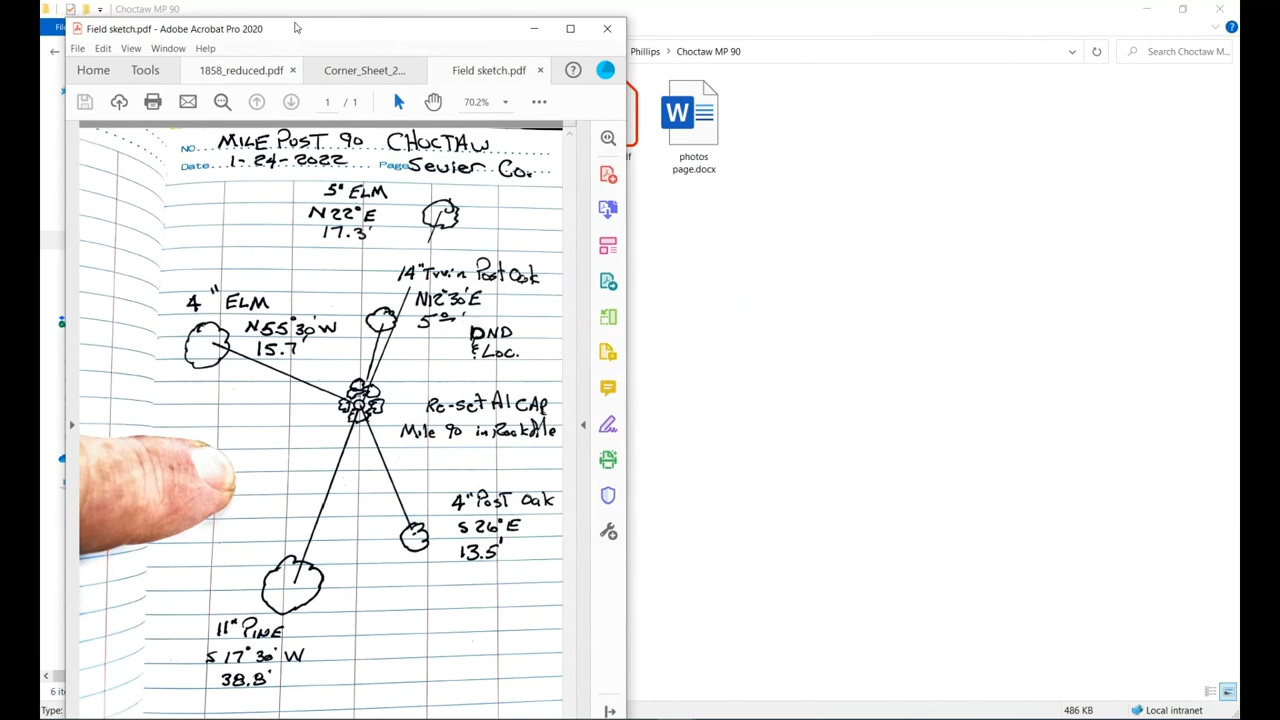 Choctaw MP 90
Field sketch.pdf - Adobe Acrobat Pro 2020
File Edit View Window Help
Home Tools 1858_reduced.pdf Corner_Sheet_2... Field sketch.pdf
1 / 1 70.2%
Phillips Choctaw MP 90
Search Choctaw M...
photos
page.docx
NO. MILE POST 90 CHOCTAW
Date 1-24-2022 Page Sevier Co.
5" ELM
N 22° E
17.3'
14" Twin Post Oak
N12°30'E
DND
& Loc.
4" ELM
N55°30'W
15.7'
Re-set Al CAP
Mile 90 in Rockpile
4" Post Oak
S 26° E
13.5'
11" PINE
S 17° 30' W
38.8'
486 KB Local intranet
Type: